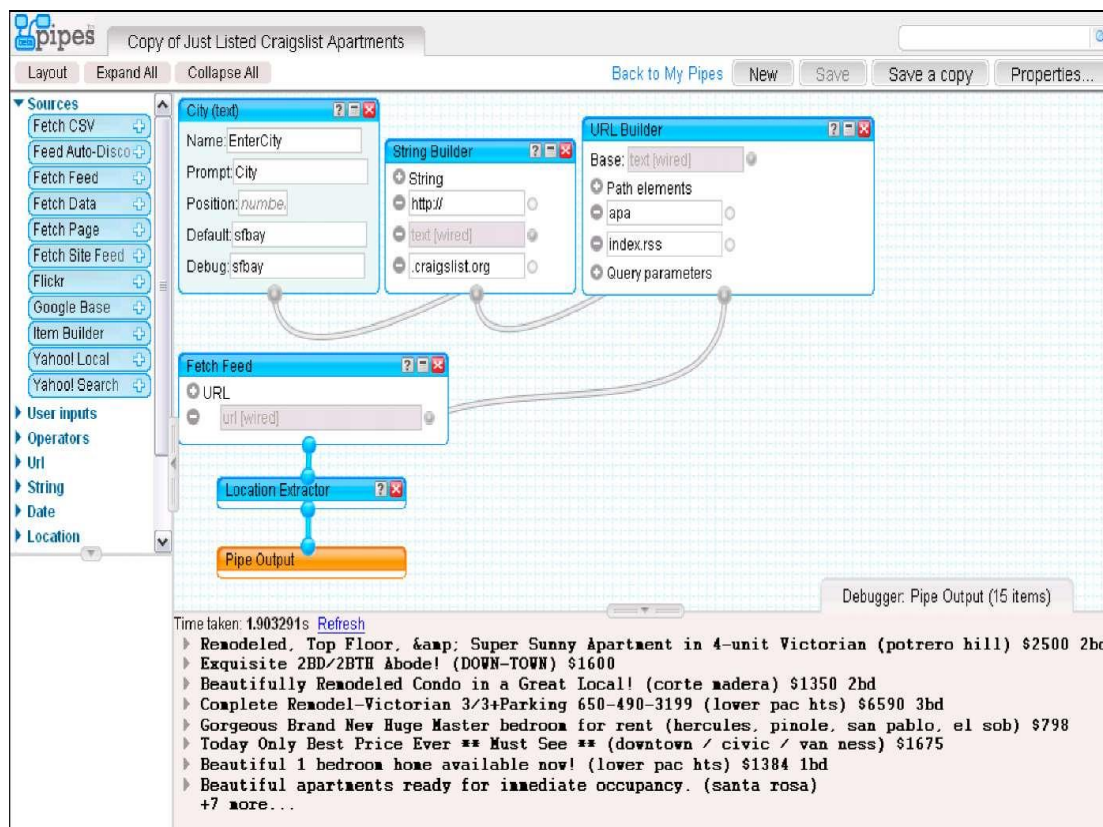 pipes
Copy of Just Listed Craigslist Apartments
Layout Expand All Collapse All Back to My Pipes New Save Save a copy Properties...
Sources
Fetch CSV
Feed Auto-Disco
Fetch Feed
Fetch Data
Fetch Page
Fetch Site Feed
Flickr
Google Base
Item Builder
Yahoo! Local
Yahoo! Search
User inputs
Operators
Url
String
Date
Location
City (text)
Name: EnterCity
Prompt: City
Position: numbe
Default: sfbay
Debug: sfbay
String Builder
String
http://
text [wired]
.craigslist.org
URL Builder
Base: text [wired]
Path elements
apa
index.rss
Query parameters
Fetch Feed
URL
url [wired]
Location Extractor
Pipe Output
Debugger: Pipe Output (15 items)
Time taken: 1.903291s Refresh
Remodeled, Top Floor, &amp; Super Sunny Apartment in 4-unit Victorian (potrero hill) $2500 2bd
Exquisite 2BD/2BTH Abode! (DOWN-TOWN) $1600
Beautifully Remodeled Condo in a Great Local! (corte madera) $1350 2bd
Complete Remodel-Victorian 3/3+Parking 650-490-3199 (lower pac hts) $6590 3bd
Gorgeous Brand New Huge Master bedroom for rent (hercules, pinole, san pablo, el sob) $798
Today Only Best Price Ever ** Must See ** (downtown / civic / van ness) $1675
Beautiful 1 bedroom home available now! (lower pac hts) $1384 1bd
Beautiful apartments ready for immediate occupancy. (santa rosa)
+7 more...